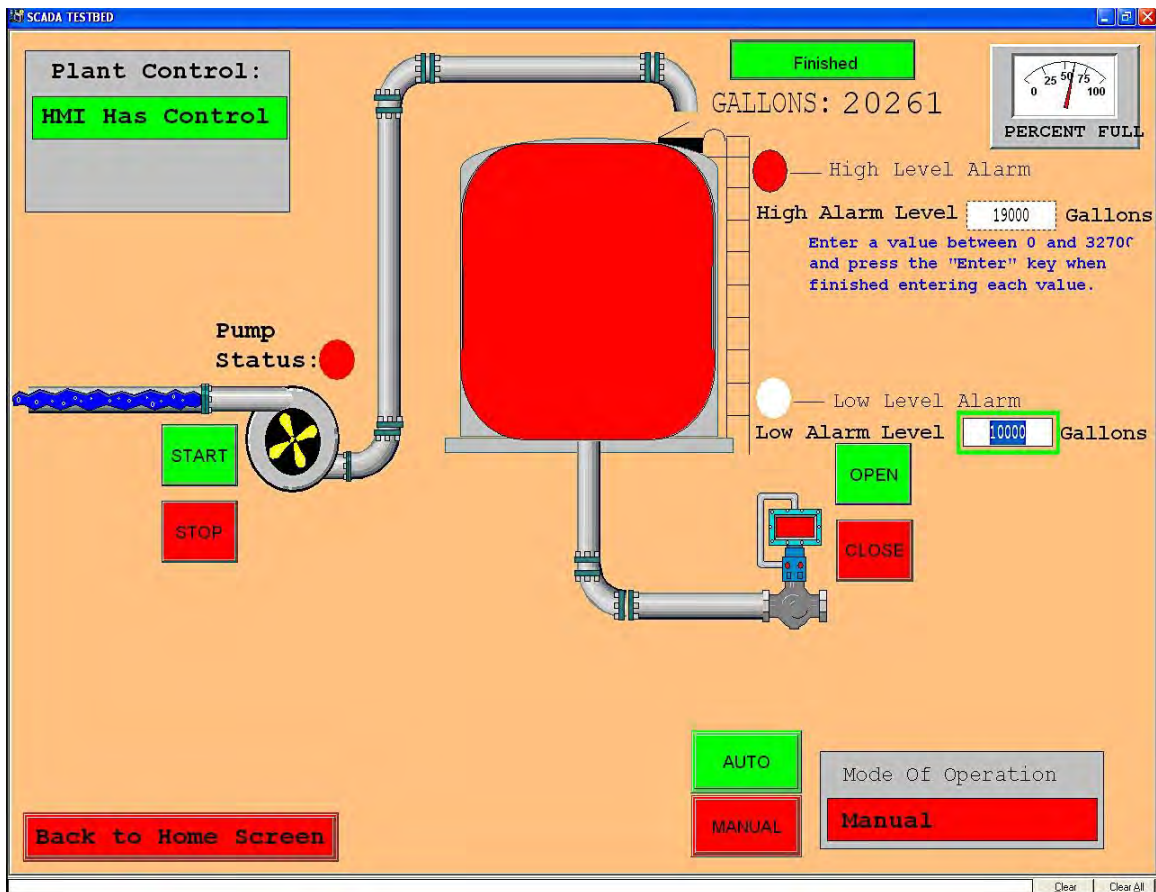 SCADA TESTBED
Plant Control:
HMI Has Control
Finished
GALLONS: 20261
0 25 50 75 100
PERCENT FULL
High Level Alarm
High Alarm Level 19000 Gallons
Enter a value between 0 and 32700
and press the "Enter" key when
finished entering each value.
Pump
Status:
Low Level Alarm
Low Alarm Level 10000 Gallons
START
STOP
OPEN
CLOSE
AUTO
MANUAL
Mode Of Operation
Manual
Back to Home Screen
Clear
Clear All